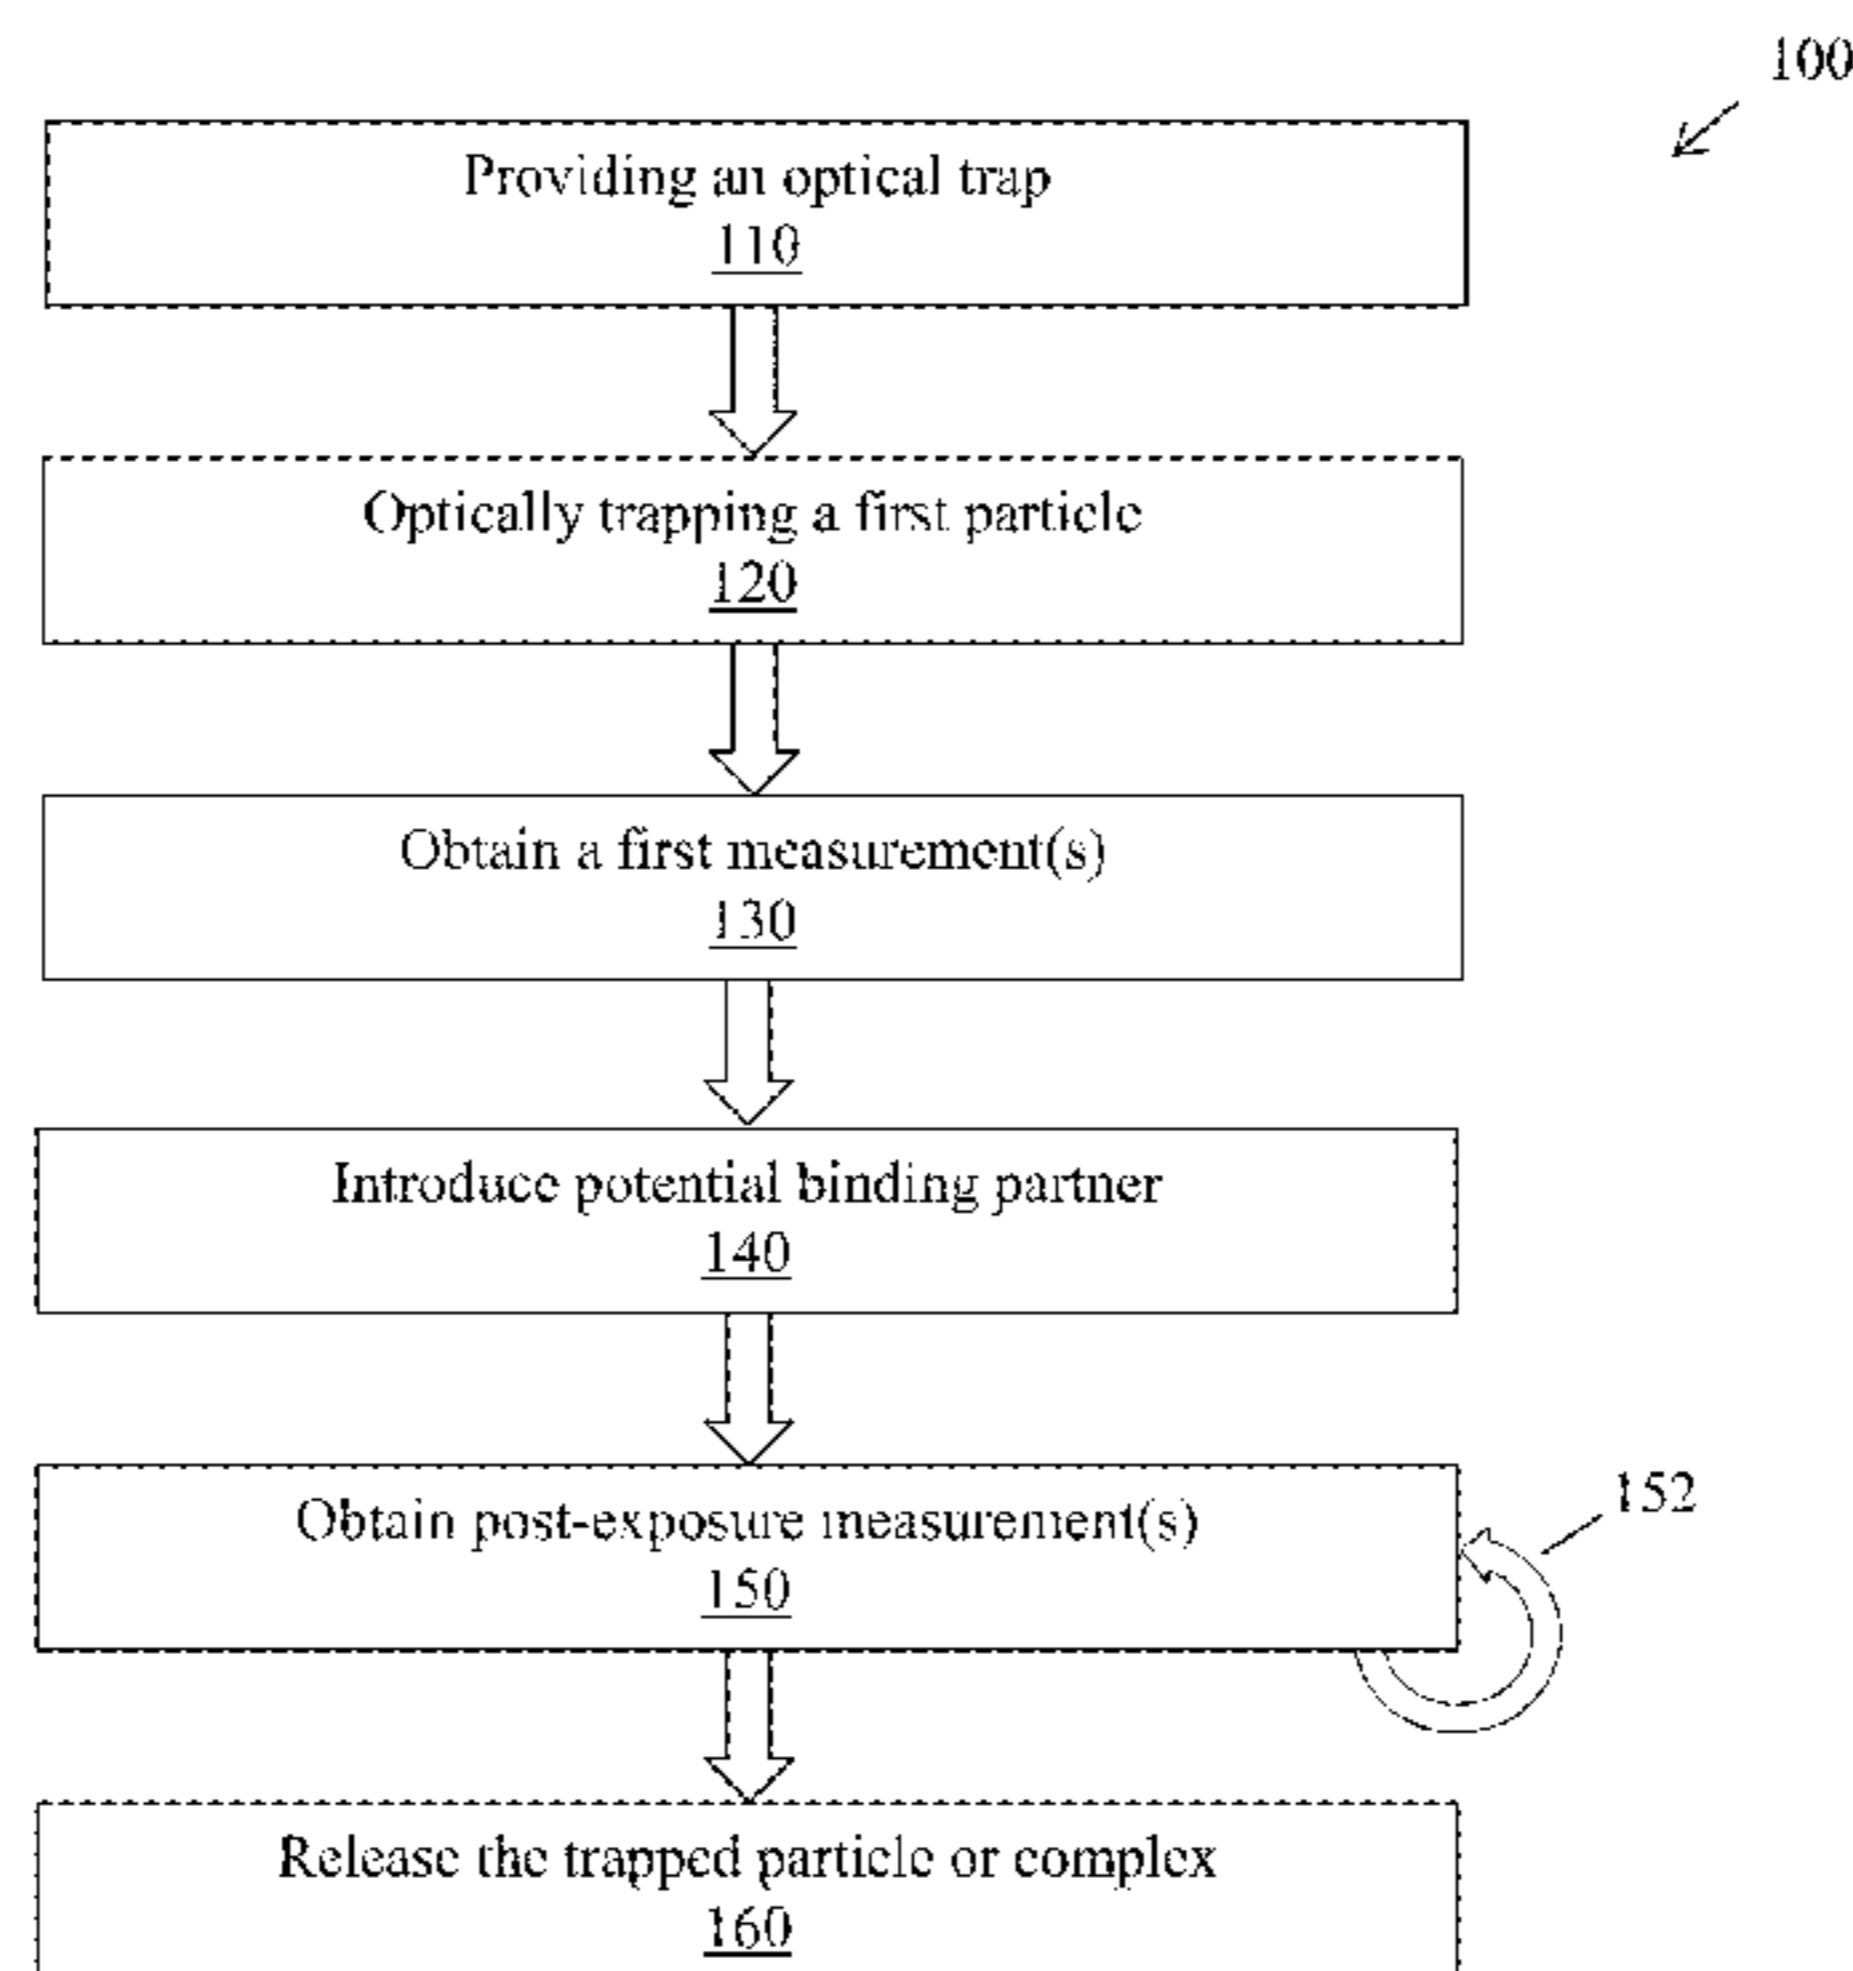 100
Providing an optical trap
110
Optically trapping a first particle
120
Obtain a first measurement(s)
130
Introduce potential binding partner
140
Obtain post-exposure measurement(s)
150
152
Release the trapped particle or complex
160